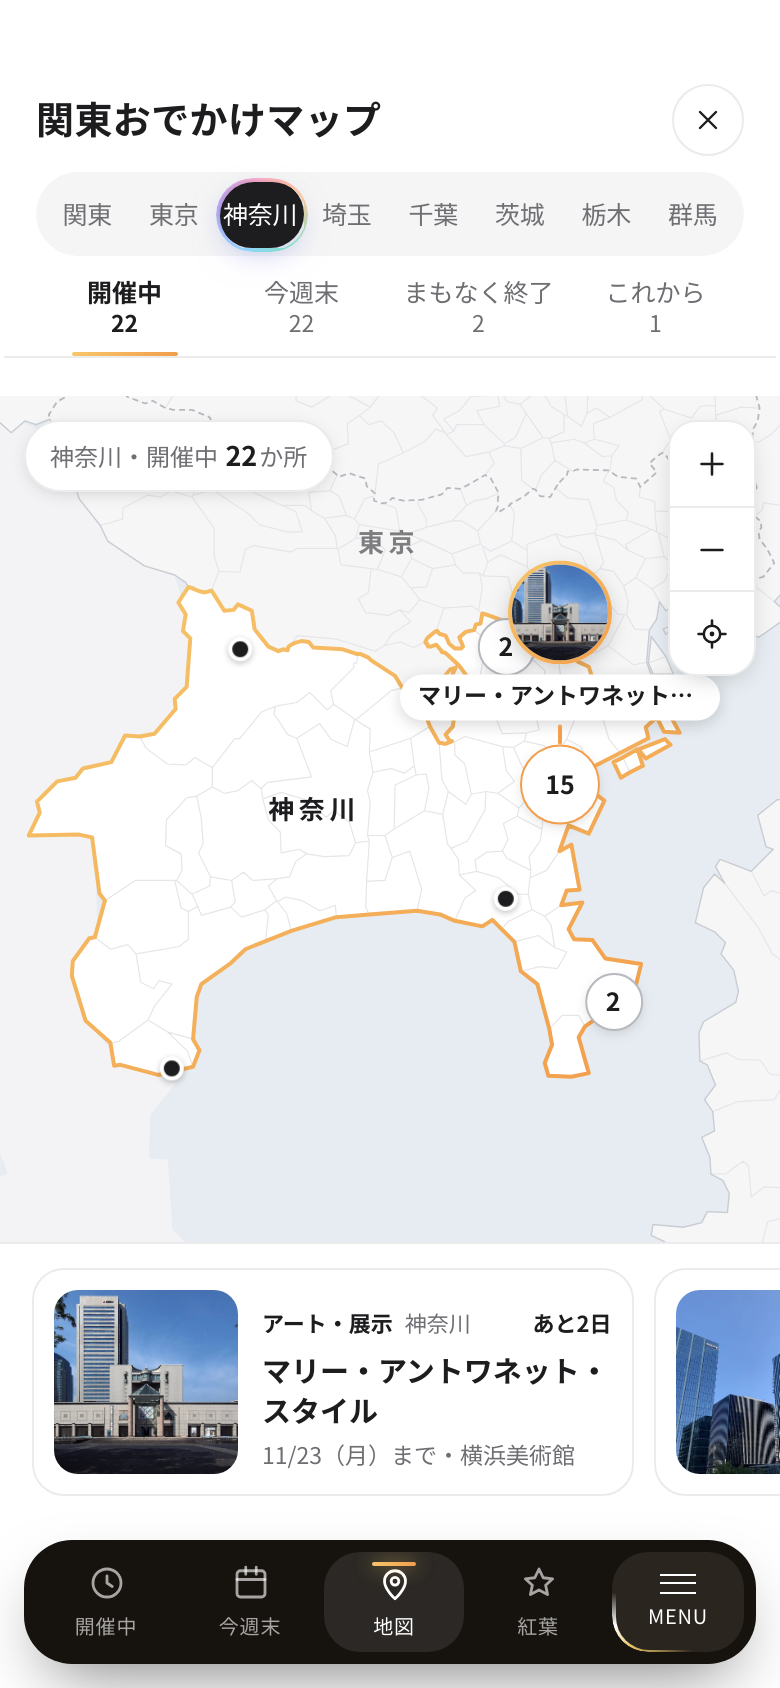 関東おでかけマップ
関東 東京 神奈川 埼玉 千葉 茨城 栃木 群馬
開催中 今週末 まもなく終了 これから
22 22 2 1
神奈川・開催中 22か所
東京
2
マリー・アントワネット…
15
神奈川
2
アート・展示 神奈川 あと2日
マリー・アントワネット・
スタイル
11/23（月）まで・横浜美術館
開催中 今週末 地図 紅葉 MENU